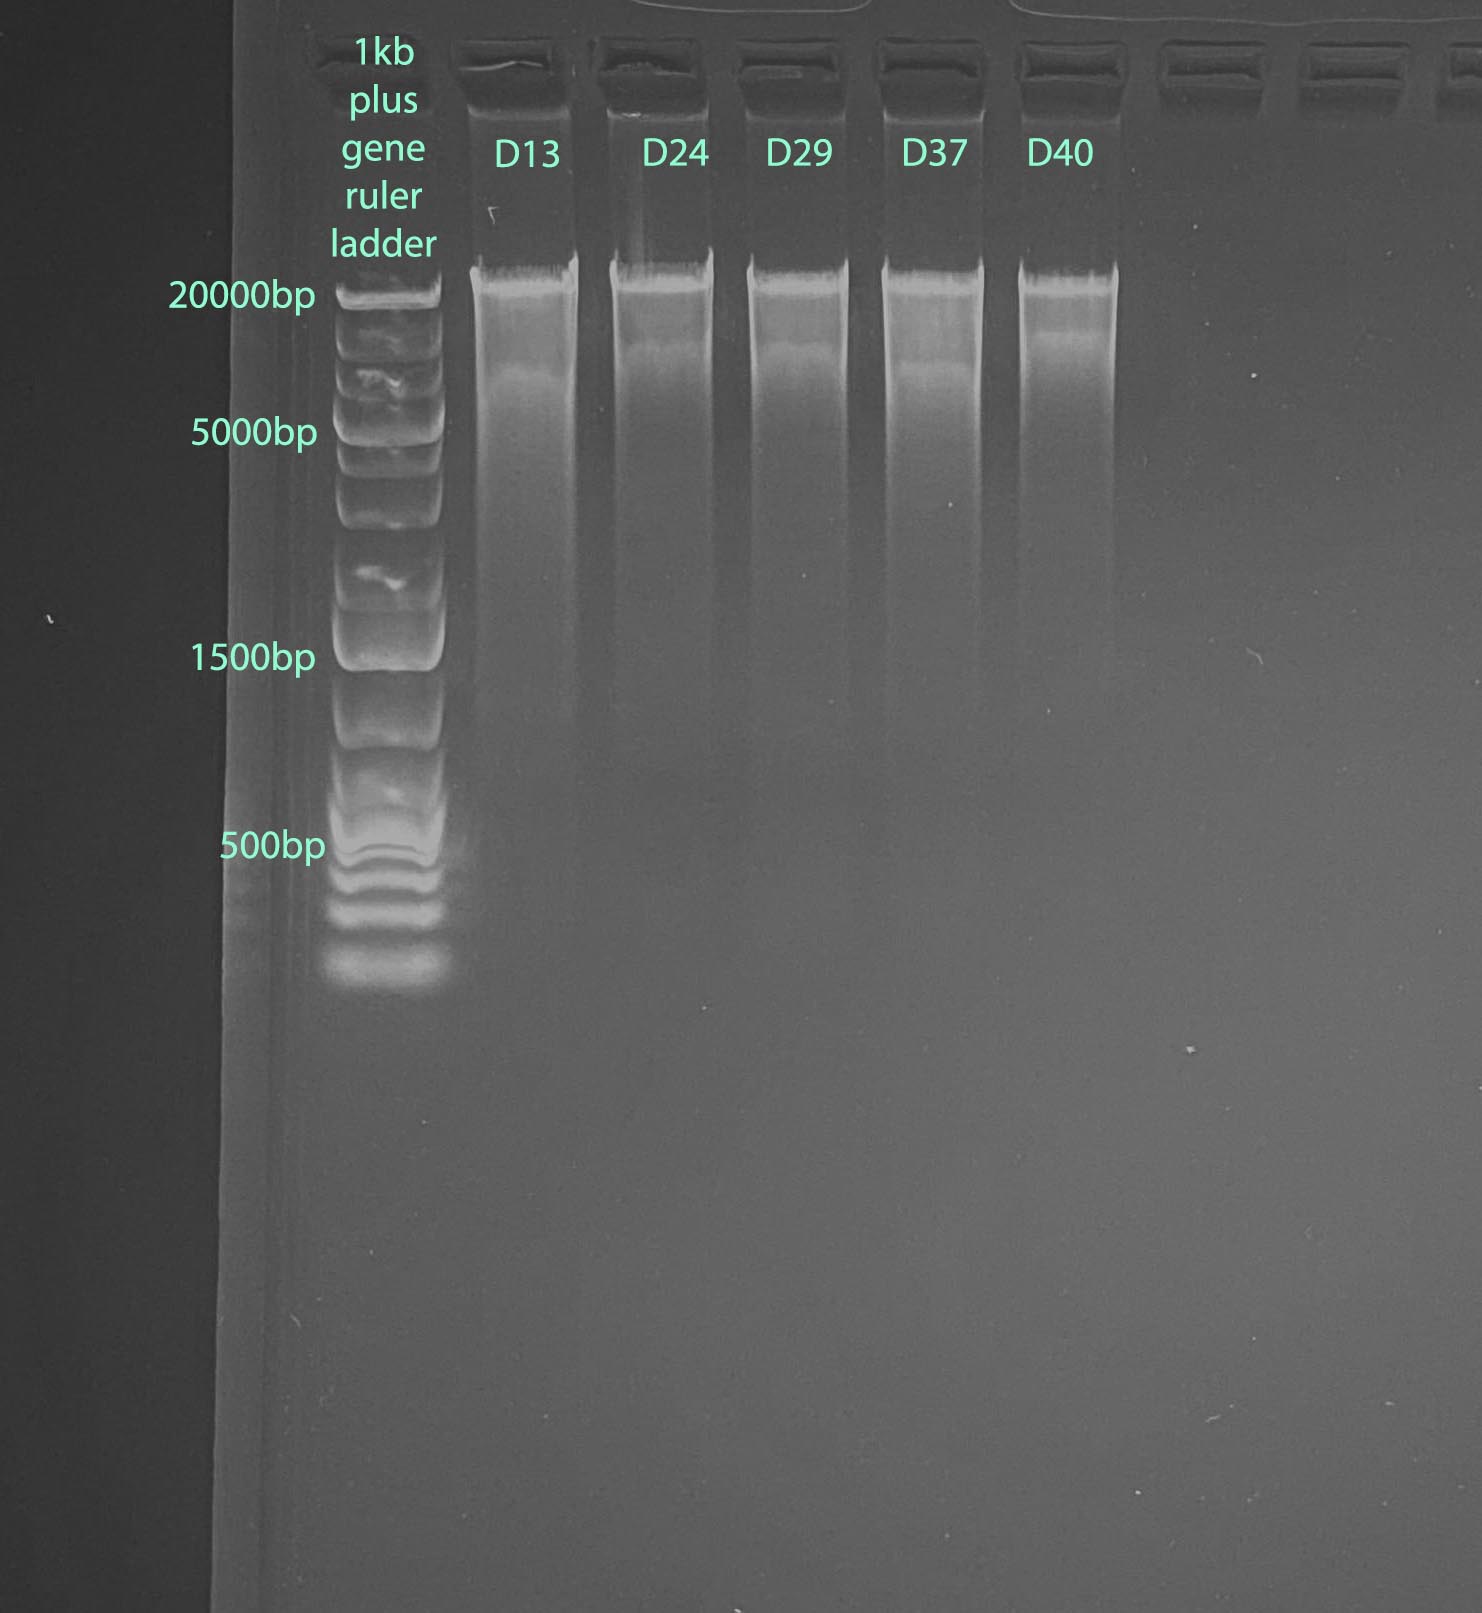 1kb
plus
gene
ruler
ladder
D13
D24
D29
D37
D40
20000bp
5000bp
1500bp
500bp